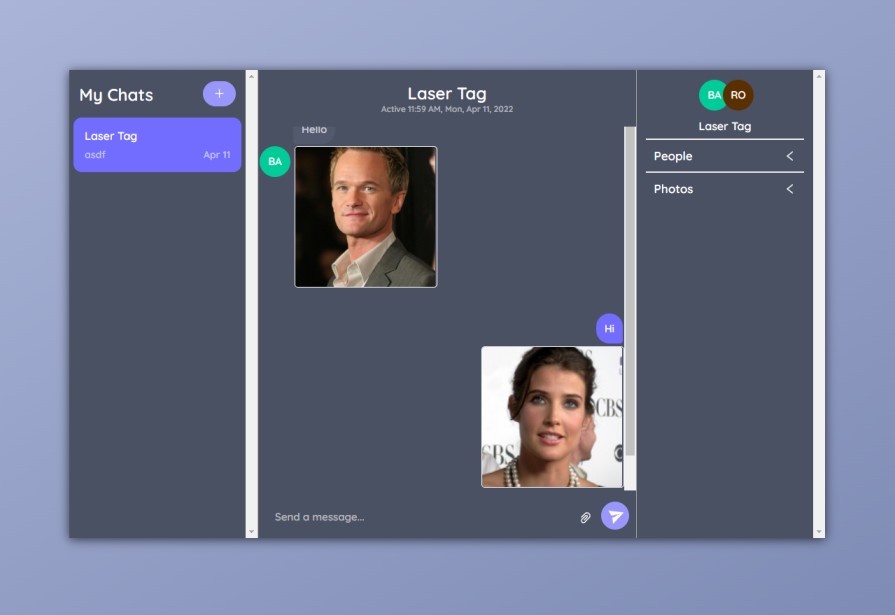 My Chats
+
Laser Tag
asdf
Apr 11
Laser Tag
Active 11:59 AM, Mon, Apr 11, 2022
Hello
BA
Hi
CBS
CBS
Send a message...
BA
RO
Laser Tag
People
Photos